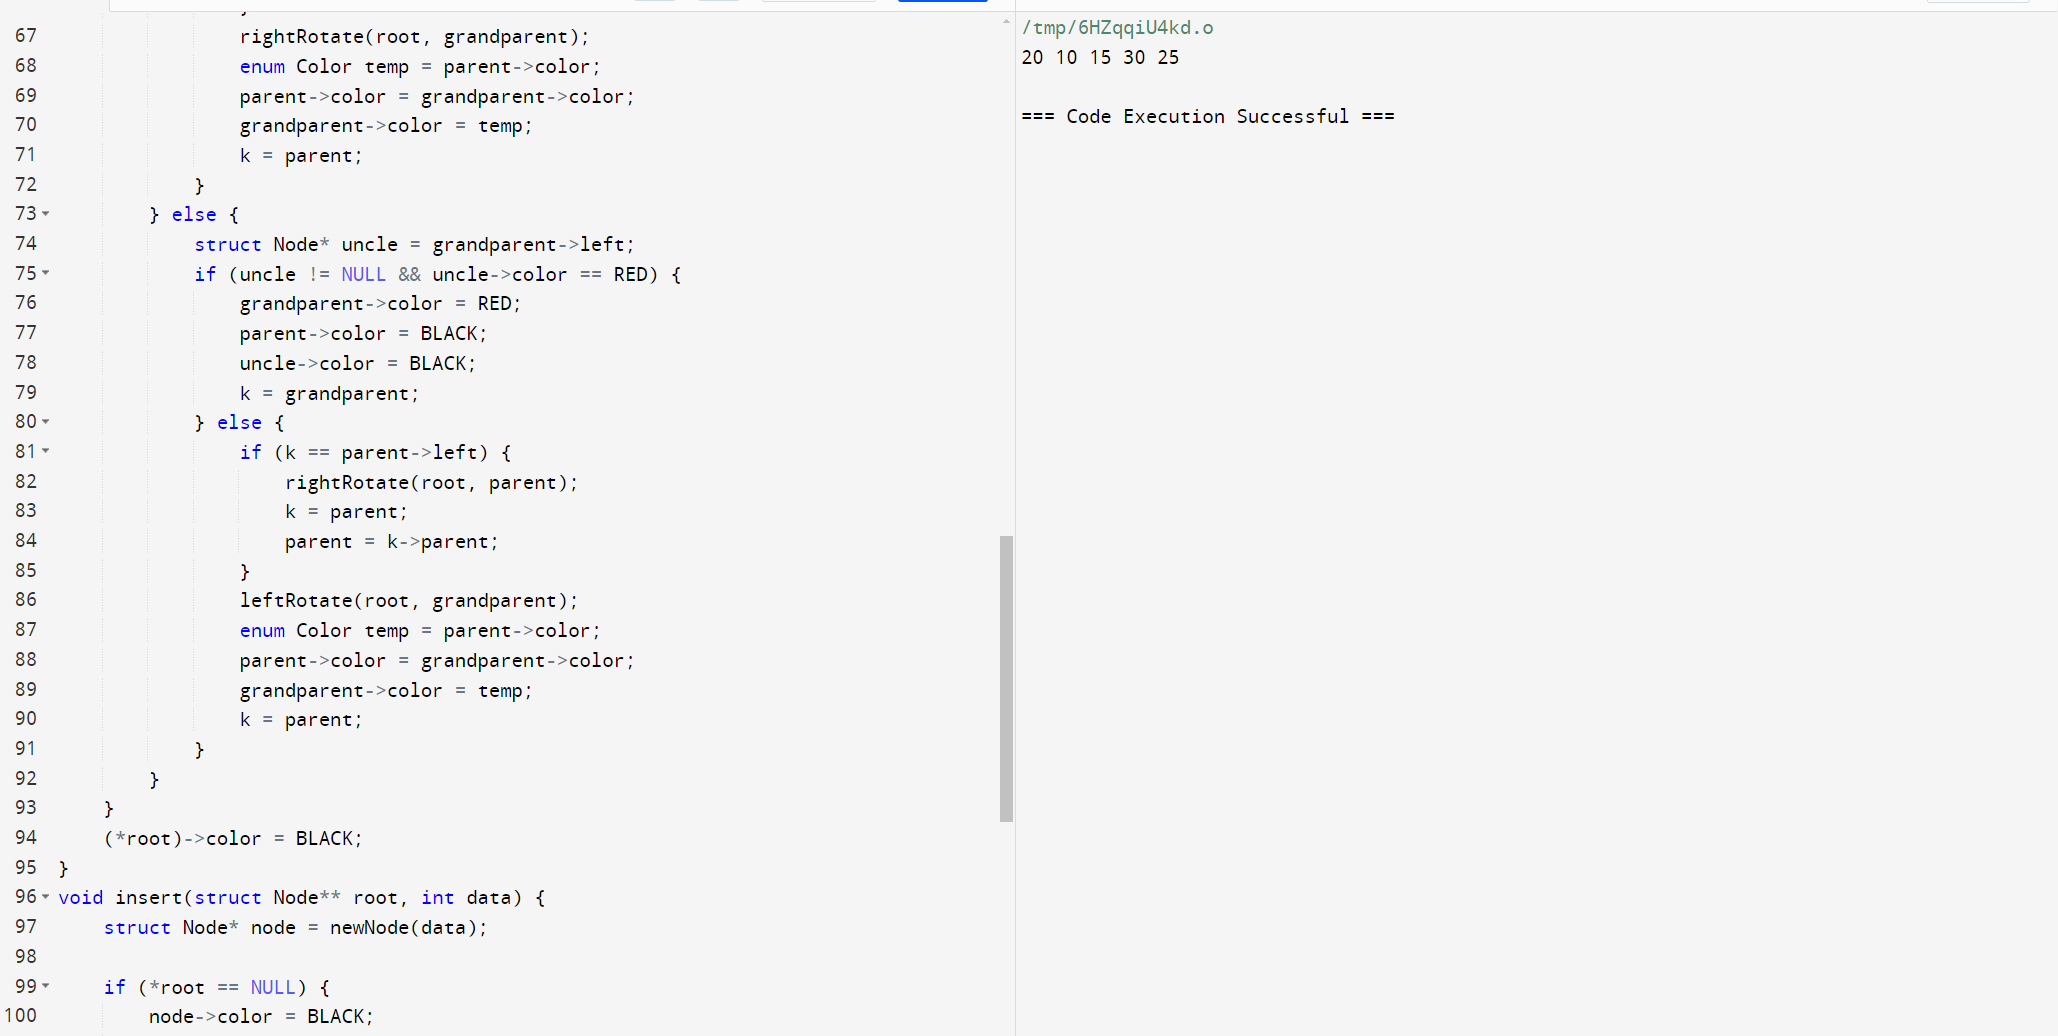 67 rightRotate(root, grandparent);
68 enum Color temp = parent->color;
69 parent->color = grandparent->color;
70 grandparent->color = temp;
71 k = parent;
72 }
73 } else {
74 struct Node* uncle = grandparent->left;
75 if (uncle != NULL && uncle->color == RED) {
76 grandparent->color = RED;
77 parent->color = BLACK;
78 uncle->color = BLACK;
79 k = grandparent;
80 } else {
81 if (k == parent->left) {
82 rightRotate(root, parent);
83 k = parent;
84 parent = k->parent;
85 }
86 leftRotate(root, grandparent);
87 enum Color temp = parent->color;
88 parent->color = grandparent->color;
89 grandparent->color = temp;
90 k = parent;
91 }
92 }
93 }
94 (*root)->color = BLACK;
95 }
96 void insert(struct Node** root, int data) {
97 struct Node* node = newNode(data);
98
99 if (*root == NULL) {
100 node->color = BLACK;
/tmp/6HZqqiU4kd.o
20 10 15 30 25
=== Code Execution Successful ===